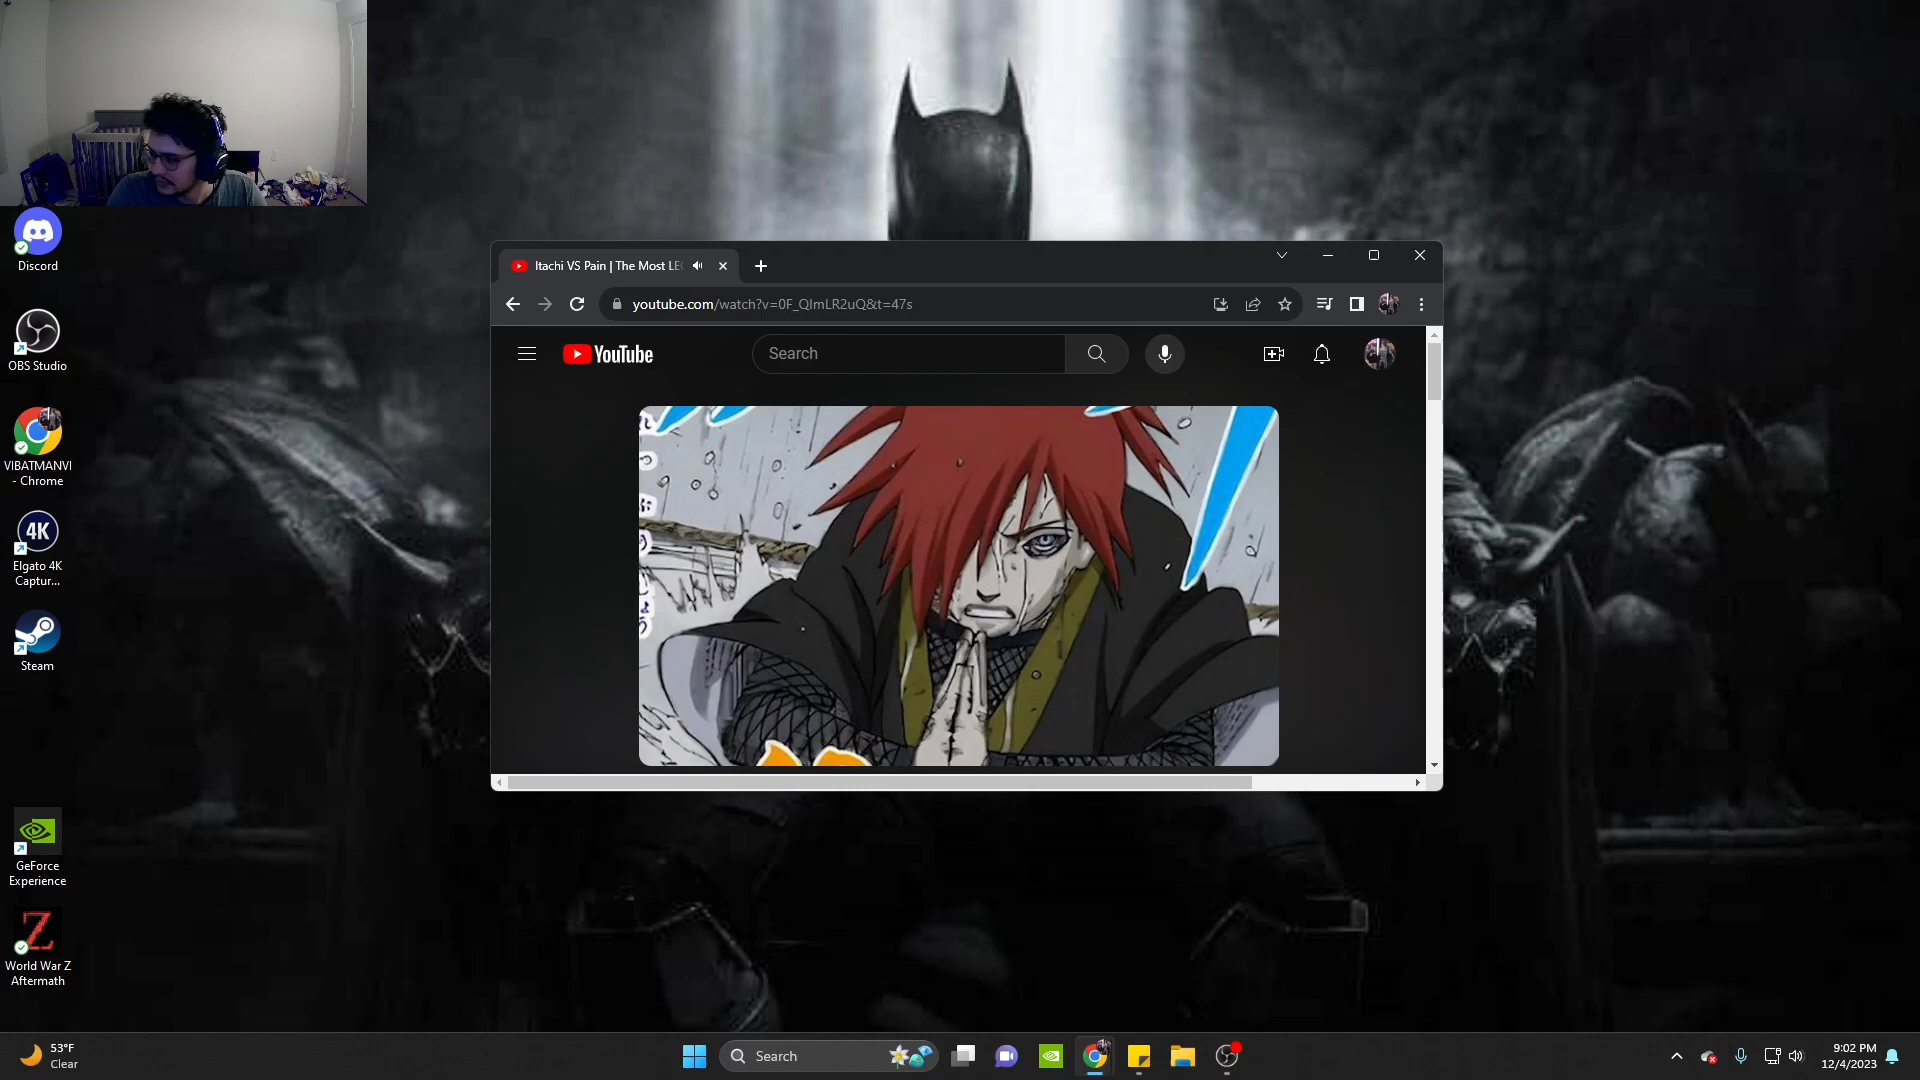 Discord
OBS Studio
VIBATMANVI
- Chrome
4K
Elgato 4K
Captur...
Steam
GeForce
Experience
Z
World War Z
Aftermath
Itachi VS Pain | The Most LE
youtube.com/watch?v=0F_QImLR2uQ&t=47s
YouTube
Search
53°F
Clear
Search
9:02 PM
12/4/2023